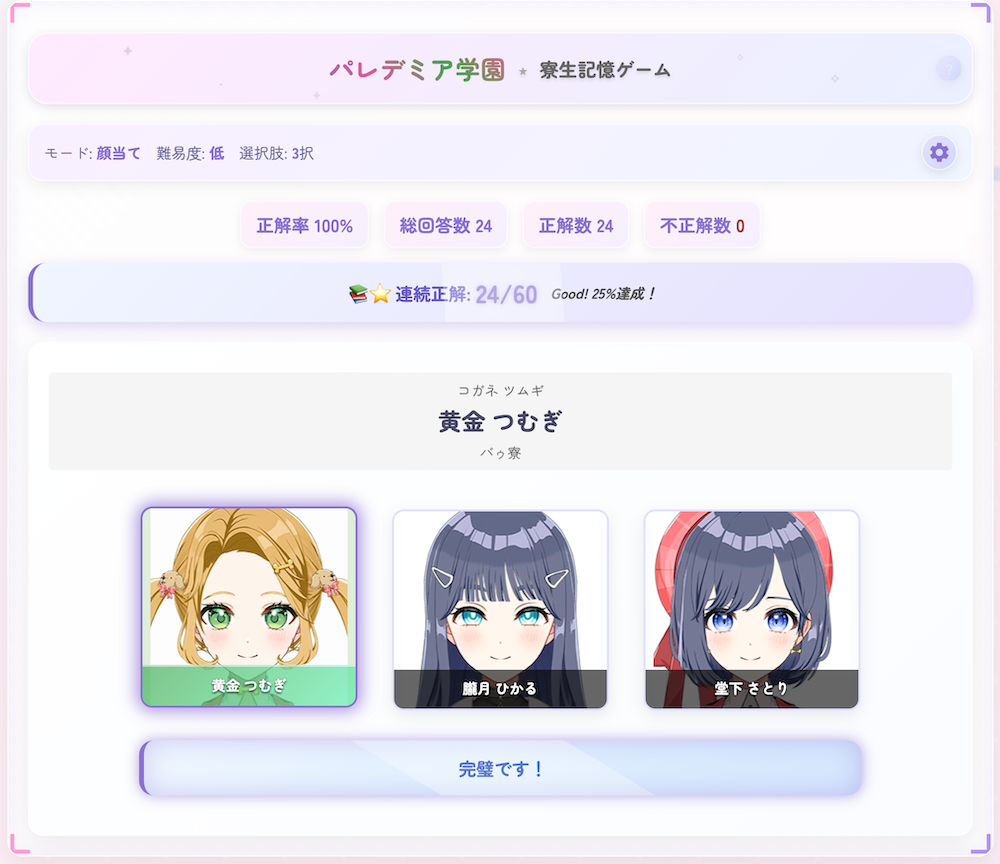 パレデミア学園 ★ 寮生記憶ゲーム ?
モード: 顔当て 難易度: 低 選択肢: 3択
正解率 100% 総回答数 24 正解数 24 不正解数 0
📚⭐ 連続正解: 24/60 Good! 25%達成！
コガネ ツムギ
黄金 つむぎ
バゥ寮
黄金 つむぎ 朧月 ひかる 堂下 さとり
完璧です！